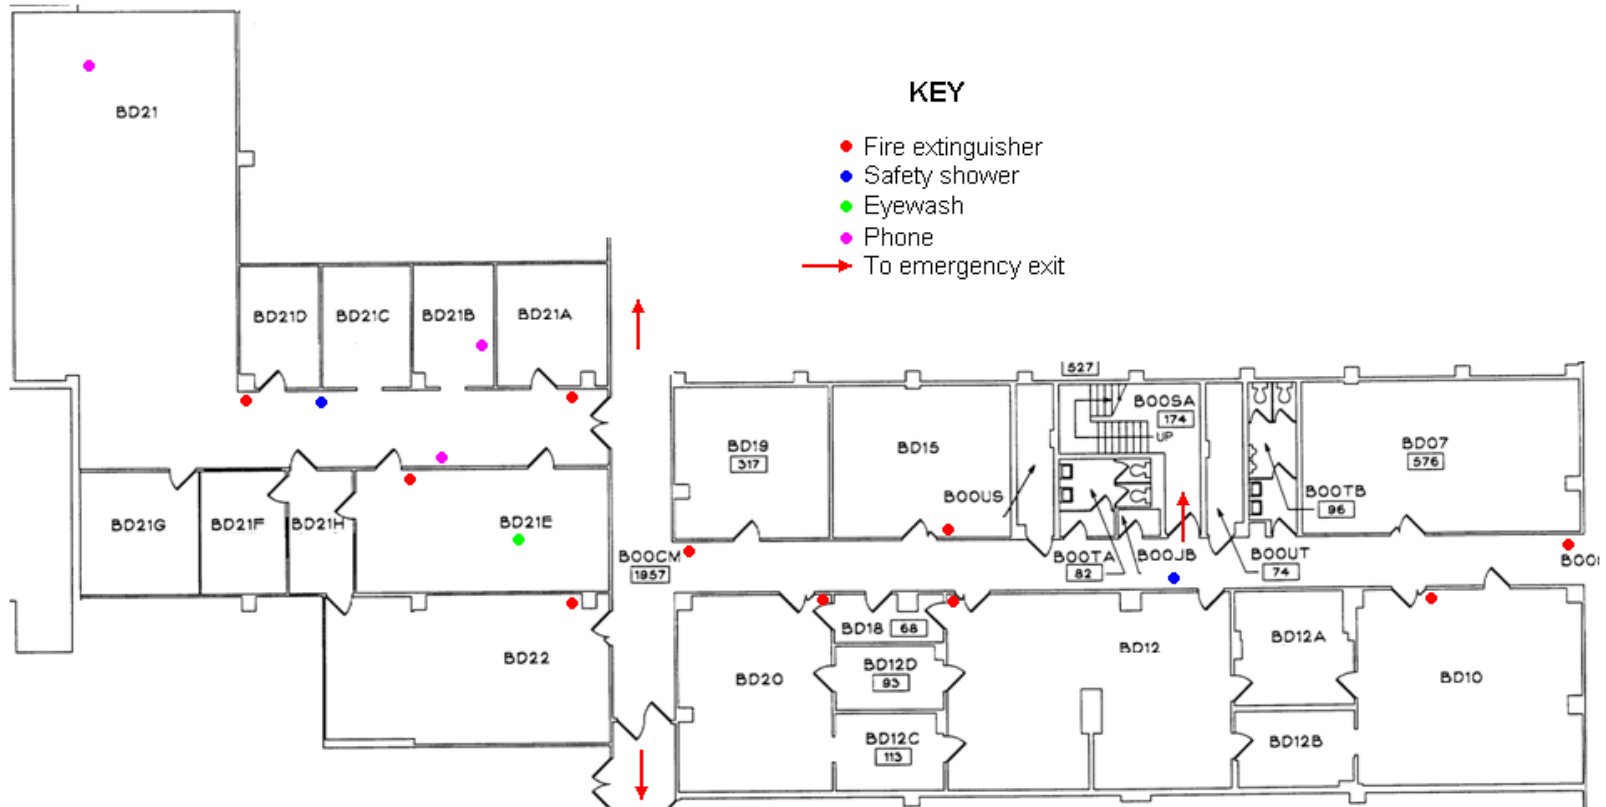 KEY
Fire extinguisher
Safety shower
Eyewash
Phone
To emergency exit
BD21
BD21D
BD21C
BD21B
BD21A
527
B00SA
174
UP
BD19
317
BD15
B00US
BD07
576
B00TB
96
BD21G
BD21F
BD21H
BD21E
B00CM
1957
B00TA
82
B00JB
B00UT
74
B00
BD22
BD18 68
BD20
BD12D
93
BD12C
113
BD12
BD12A
BD12B
BD10